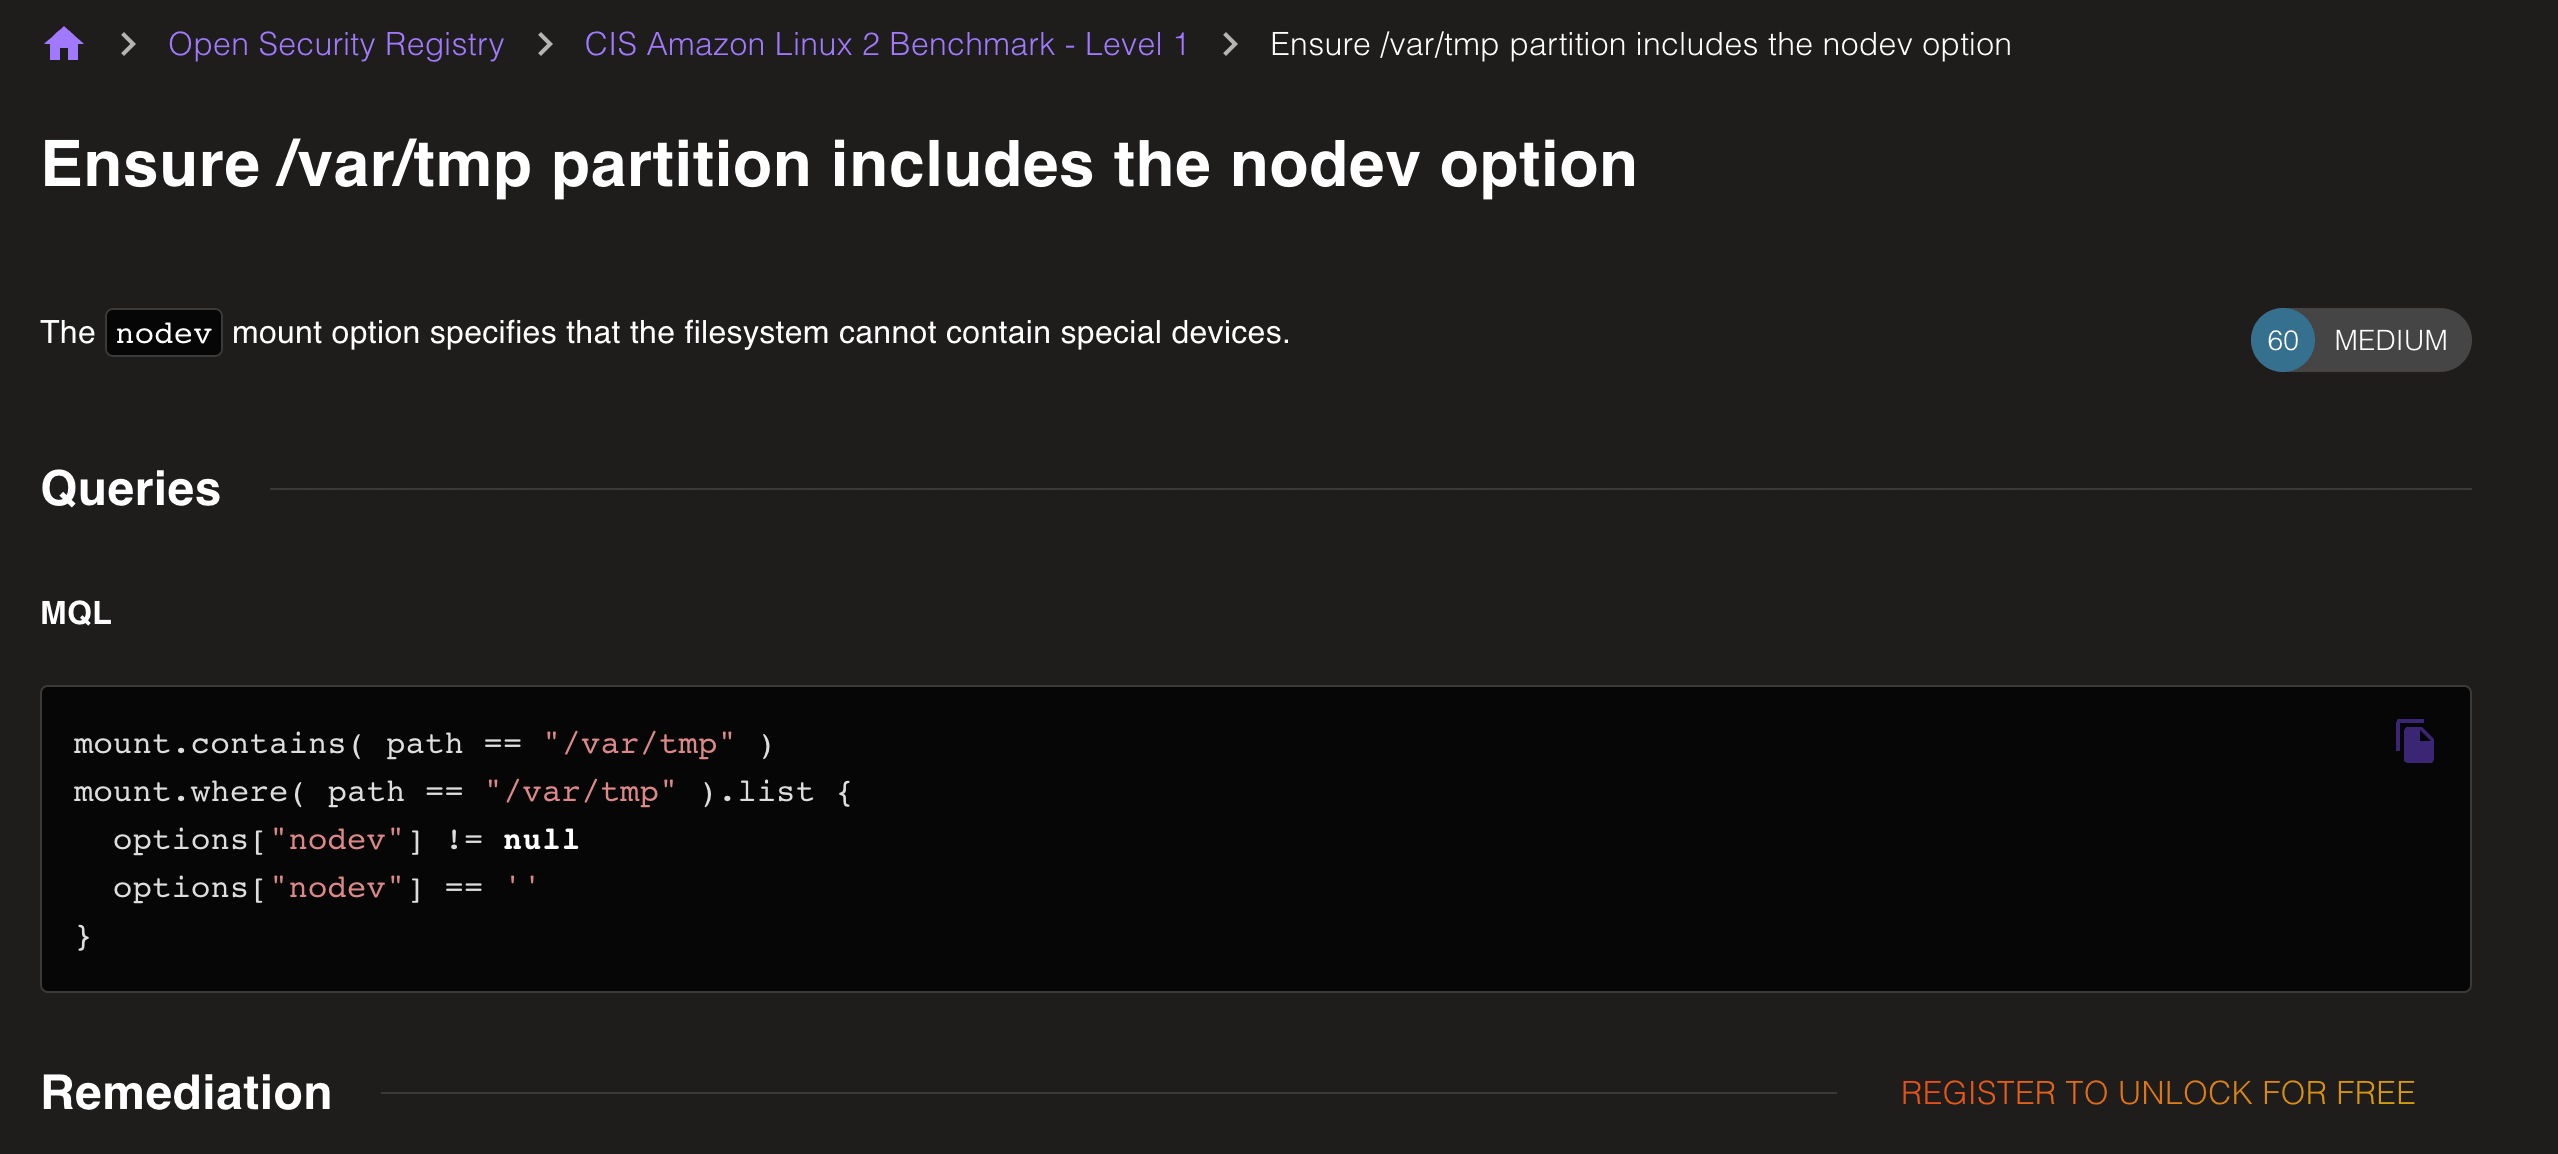 Open Security Registry > CIS Amazon Linux 2 Benchmark - Level 1 > Ensure /var/tmp partition includes the nodev option
Ensure /var/tmp partition includes the nodev option
The nodev mount option specifies that the filesystem cannot contain special devices.
60 MEDIUM
Queries
MQL
mount.contains( path == "/var/tmp" )
mount.where( path == "/var/tmp" ).list {
  options["nodev"] != null
  options["nodev"] == ''
}
Remediation
REGISTER TO UNLOCK FOR FREE